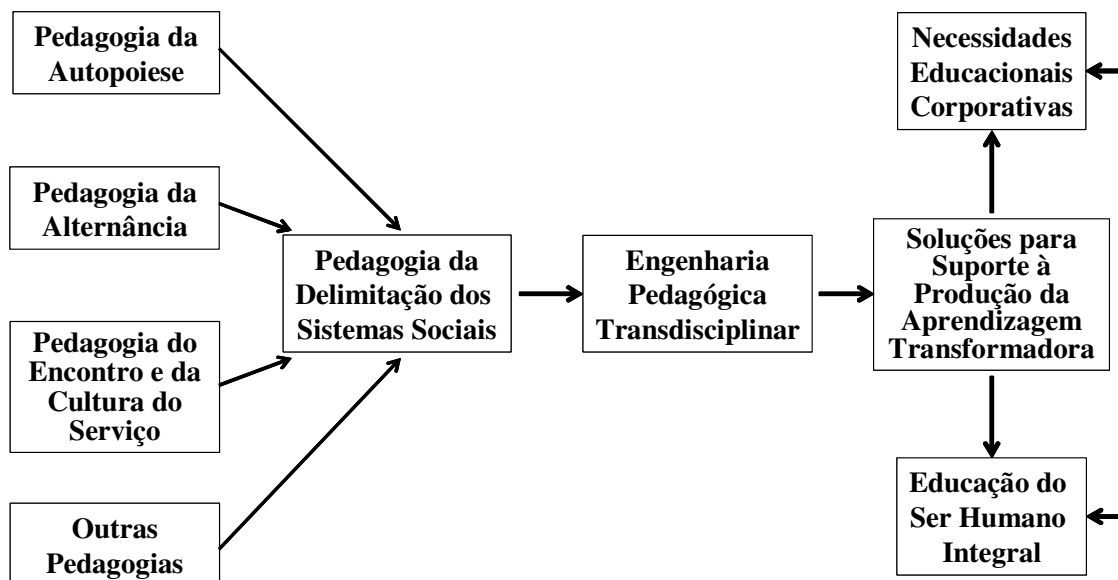 Pedagogia da
Autopoiese
Pedagogia da
Alternância
Pedagogia do
Encontro e da
Cultura do
Serviço
Outras
Pedagogias
Pedagogia da
Delimitação dos
Sistemas Sociais
Engenharia
Pedagógica
Transdisciplinar
Necessidades
Educacionais
Corporativas
Soluções para
Suporte à
Produção da
Aprendizagem
Transformadora
Educação do
Ser Humano
Integral